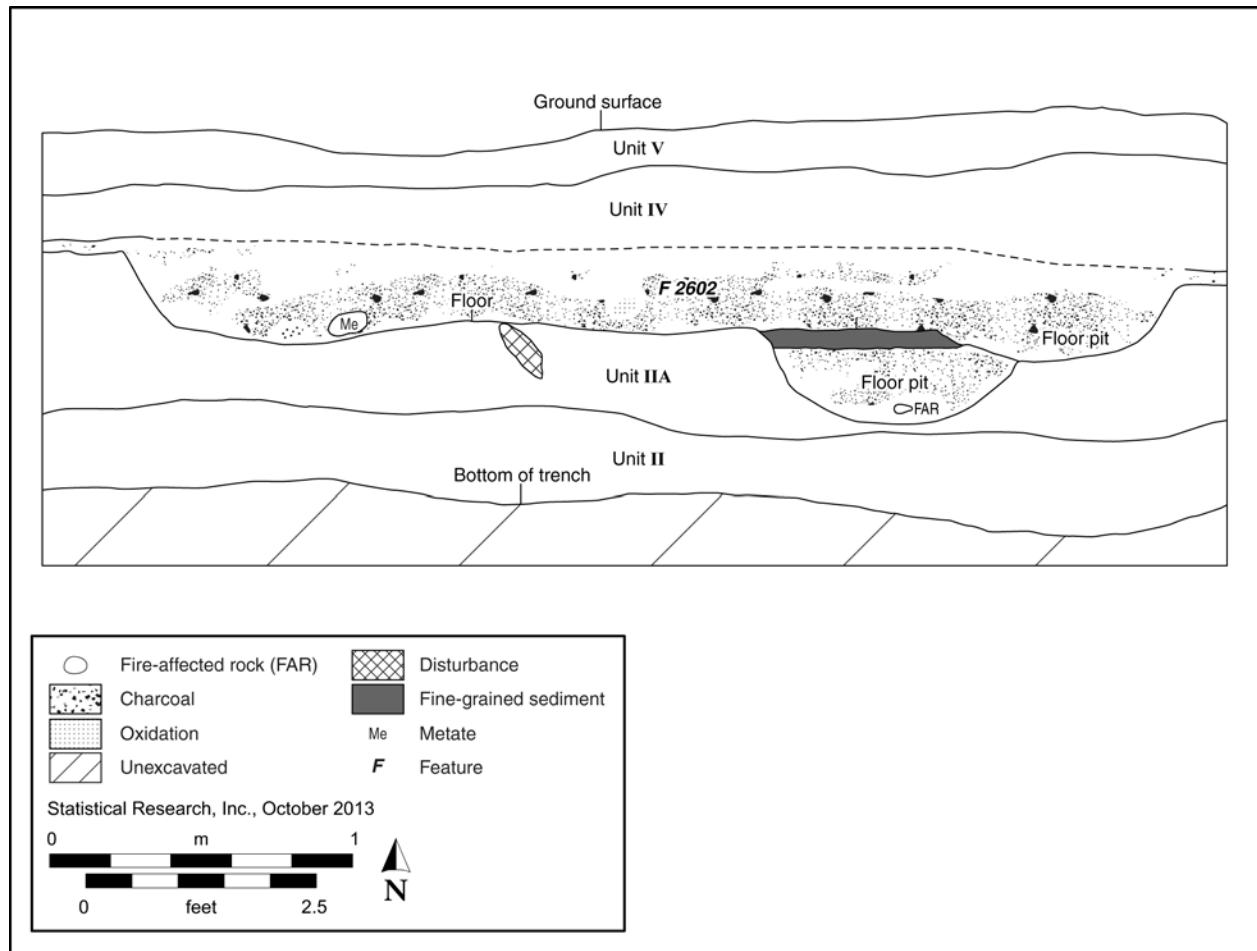 Ground surface
Unit V
Unit IV
F 2602
Floor
Me
Floor pit
Unit IIA
Floor pit
FAR
Unit II
Bottom of trench
Fire-affected rock (FAR)
Charcoal
Oxidation
Unexcavated
Disturbance
Fine-grained sediment
Me Metate
F Feature
Statistical Research, Inc., October 2013
0 m 1
0 feet 2.5
N